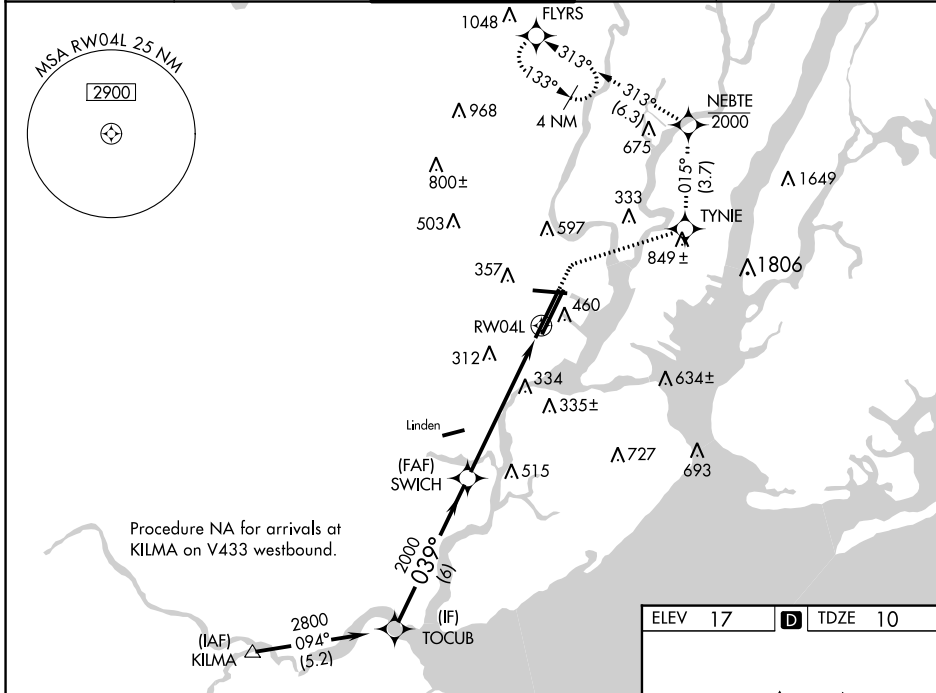 MSA RW04L 25 NM
2900
1048
FLYRS
313°
133°
4 NM
313°
(6.3)
NEBTE
2000
968
675
800±
015°
(3.7)
1649
503
597
333
TYNIE
849±
1806
357
460
RW04L
312
334
634±
335±
Linden
(FAF)
SWICH
515
727
693
Procedure NA for arrivals at
KILMA on V433 westbound.
2000
039°
(6)
(IF)
TOCUB
2800
094°
(5.2)
(IAF)
KILMA
ELEV 17 D TDZE 10